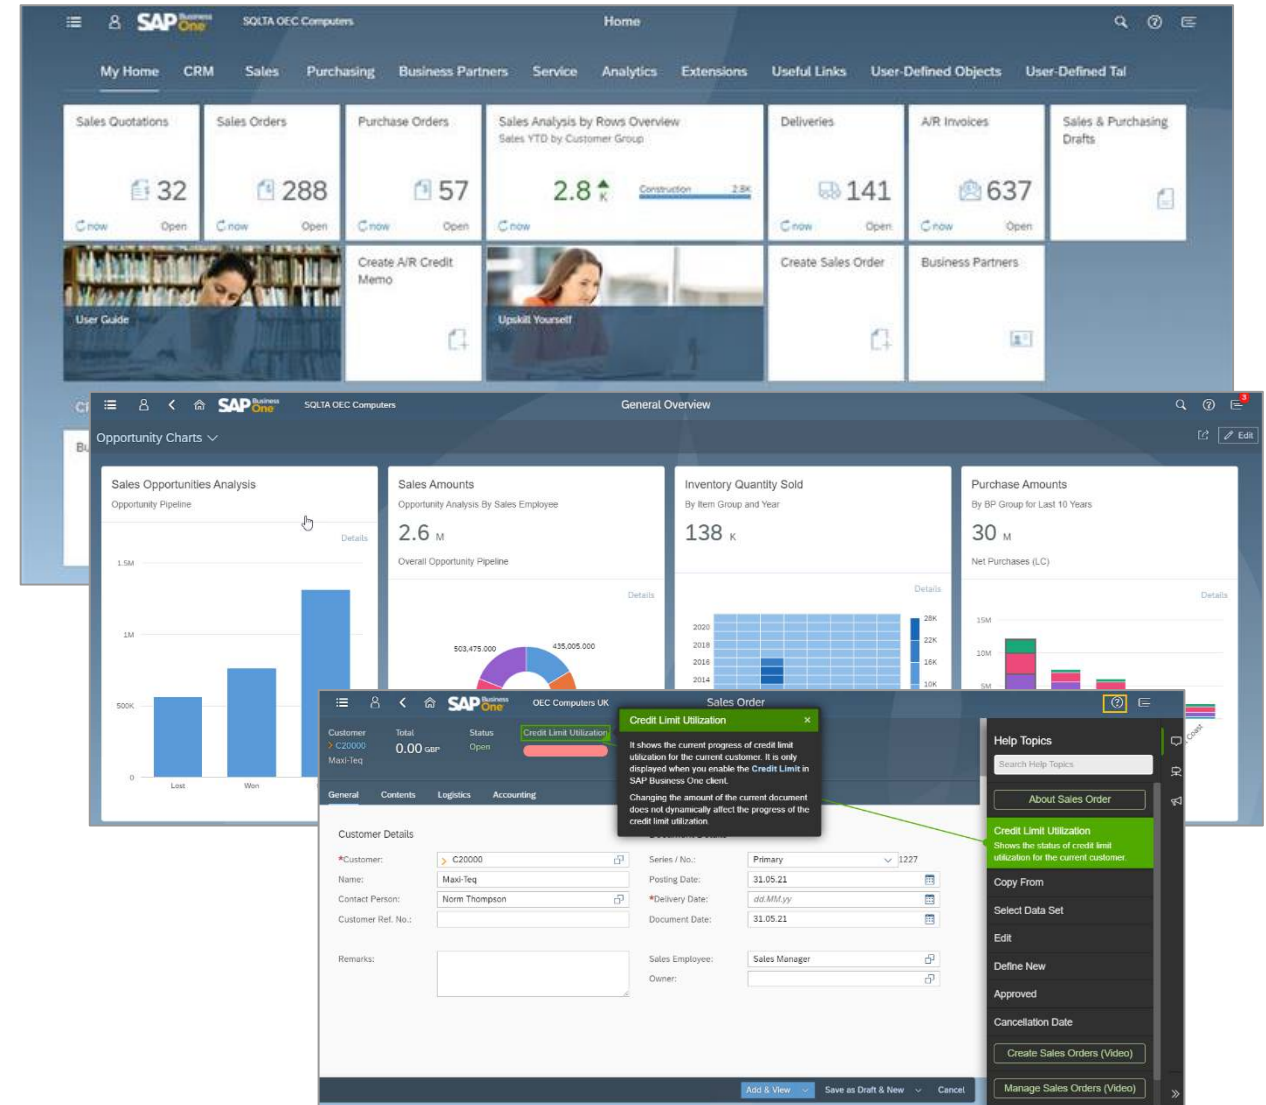 SAP Business One
SQLTA OEC Computers
Home
My Home CRM Sales Purchasing Business Partners Service Analytics Extensions Useful Links User-Defined Objects User-Defined Tal
Sales Quotations
32
now Open
Sales Orders
288
now Open
Purchase Orders
57
now Open
Sales Analysis by Rows Overview
Sales YTD by Customer Group
2.8 K
Construction 2.8K
now
Deliveries
141
now Open
A/R Invoices
637
now Open
Sales & Purchasing
Drafts
User Guide
Create A/R Credit
Memo
Upskill Yourself
Create Sales Order
Business Partners
SAP Business One
SQLTA OEC Computers
General Overview
3
Opportunity Charts
Edit
Sales Opportunities Analysis
Opportunity Pipeline
Details
1.5M
1M
500K
0
Lost Won
Sales Amounts
Opportunity Analysis By Sales Employee
2.6 M
Overall Opportunity Pipeline
Details
503,475.000
435,005.000
Inventory Quantity Sold
By Item Group and Year
138 K
Details
2020
2018
2016
2014
28K
22K
16K
10K
Purchase Amounts
By BP Group for Last 10 Years
30 M
Net Purchases (LC)
Details
15M
10M
5M
Coast
SAP Business One
OEC Computers UK
Sales Order
Customer
C20000
Maxi-Teq
Total
0.00 GBP
Status
Open
Credit Limit Utilization
General Contents Logistics Accounting
Credit Limit Utilization ×
It shows the current progress of credit limit
utilization for the current customer. It is only
displayed when you enable the Credit Limit in
SAP Business One client.
Changing the amount of the current document
does not dynamically affect the progress of the
credit limit utilization.
Customer Details
*Customer: C20000
Name: Maxi-Teq
Contact Person: Norm Thompson
Customer Ref. No.:
Remarks:
Series / No.: Primary 1227
Posting Date: 31.05.21
*Delivery Date: dd.MM.yy
Document Date: 31.05.21
Sales Employee: Sales Manager
Owner:
Add & View Save as Draft & New Cancel
Help Topics
Search Help Topics
About Sales Order
Credit Limit Utilization
Shows the status of credit limit
utilization for the current customer.
Copy From
Select Data Set
Edit
Define New
Approved
Cancellation Date
Create Sales Orders (Video)
Manage Sales Orders (Video)